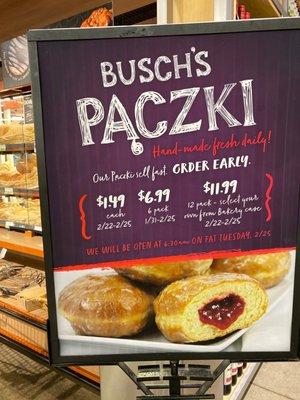 BUSCH'S
PĄCZKI
Hand-made fresh daily!
Our Pączki sell fast. ORDER EARLY.
$1.49 $6.99 $11.99
each 6 pack 12 pack - select your
2/22-2/25 1/31-2/25 own from Bakery case
2/22-2/25
WE WILL BE OPEN AT 6:30am ON FAT TUESDAY, 2/25